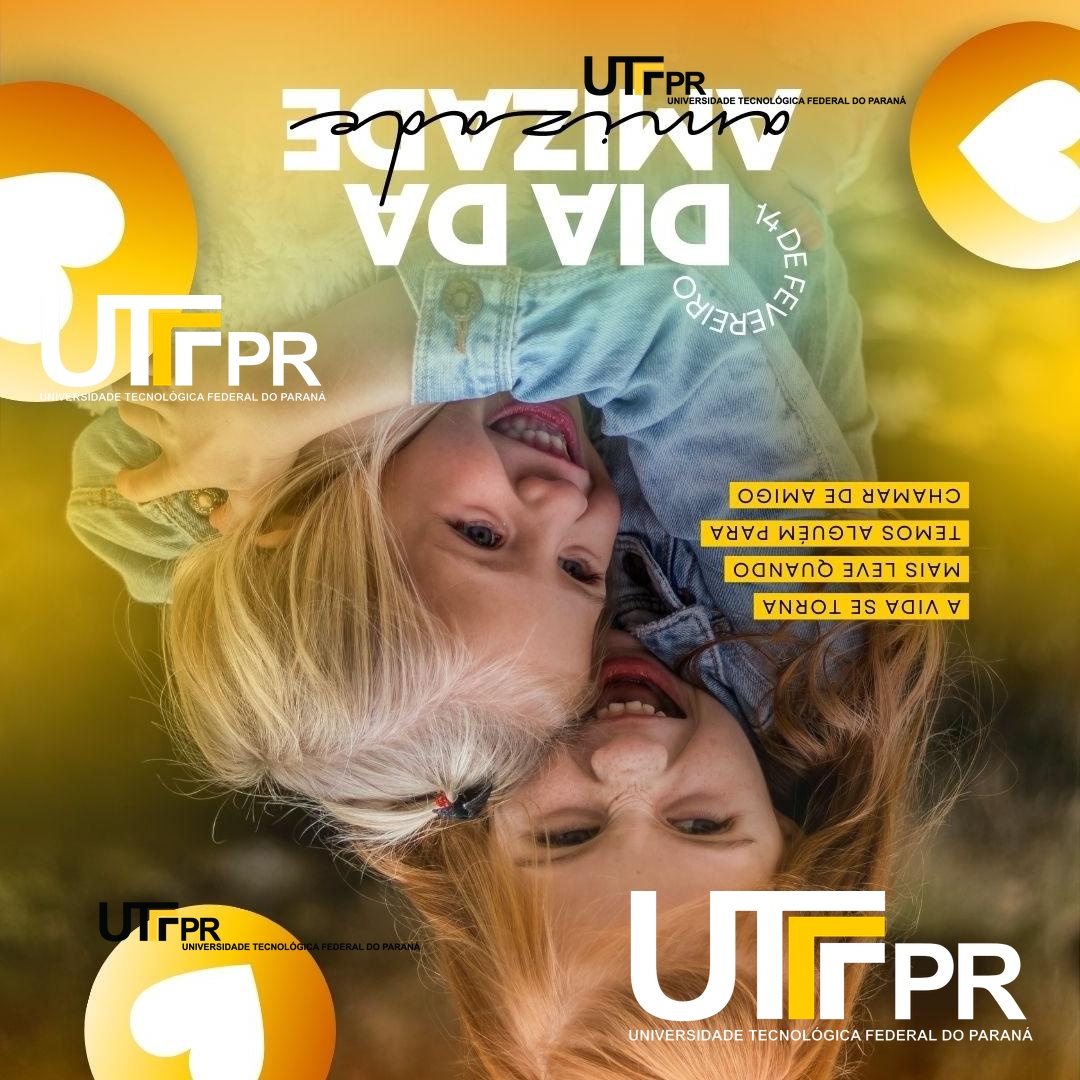 UTFPR
UNIVERSIDADE TECNOLÓGICA FEDERAL DO PARANÁ
DIA DA
AMIZADE
amizade
14 DE FEVEREIRO
UTFPR
UNIVERSIDADE TECNOLÓGICA FEDERAL DO PARANÁ
A VIDA SE TORNA
MAIS LEVE QUANDO
TEMOS ALGUÉM PARA
CHAMAR DE AMIGO
UTFPR
UNIVERSIDADE TECNOLÓGICA FEDERAL DO PARANÁ
UTFPR
UNIVERSIDADE TECNOLÓGICA FEDERAL DO PARANÁ